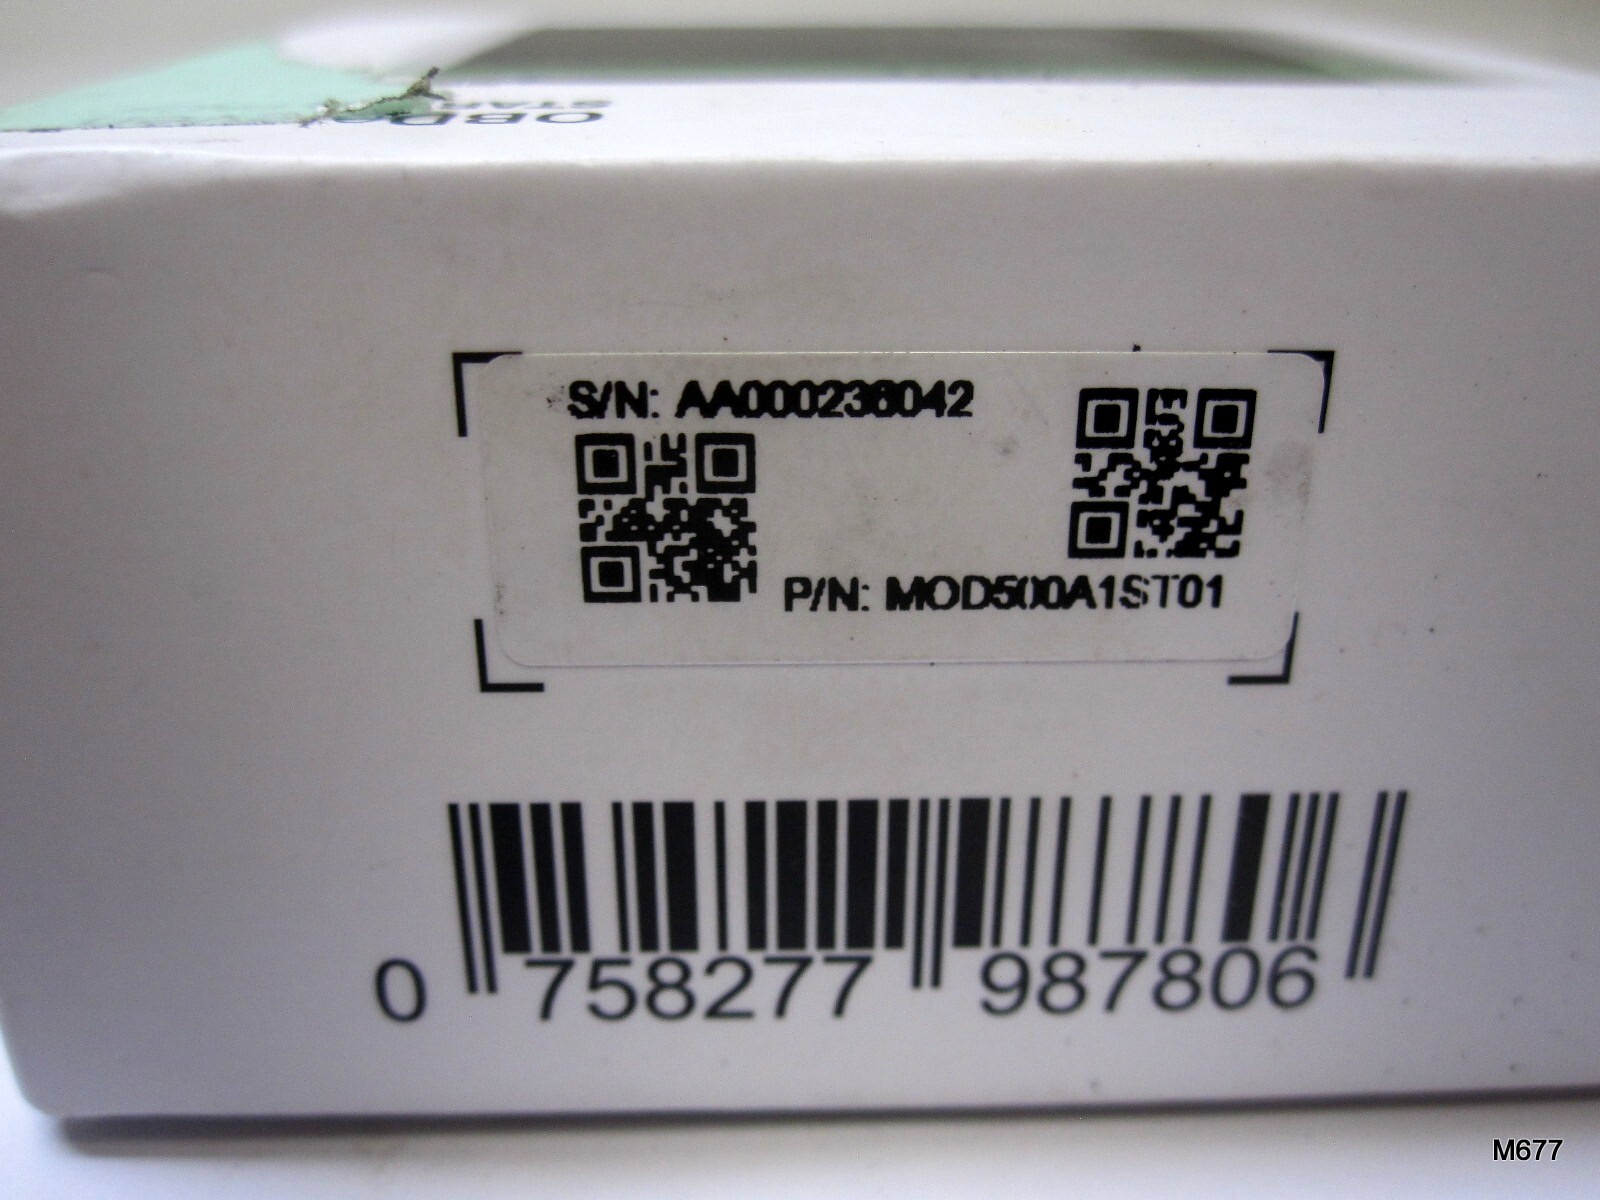 S/N: AA000236042
P/N: MOD500A1ST01
0 758277 987806
M677